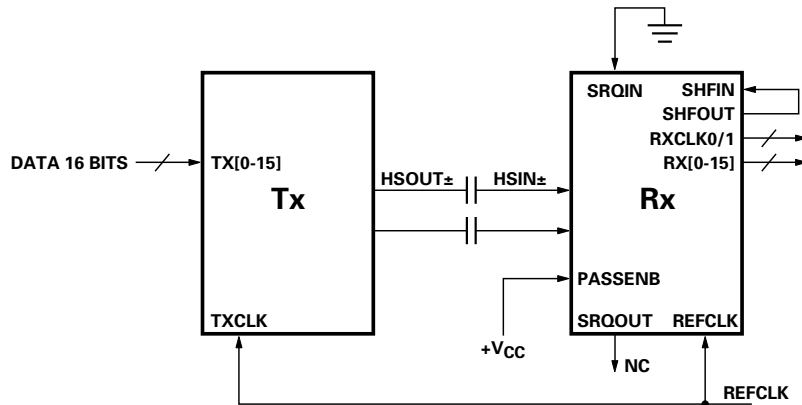 SRQIN
SHFIN
SHFOUT
RXCLK0/1
DATA 16 BITS
TX[0-15]
RX[0-15]
HSOUT±
HSIN±
Tx
Rx
PASSENB
TXCLK
SRQOUT
REFCLK
+VCC
NC
REFCLK